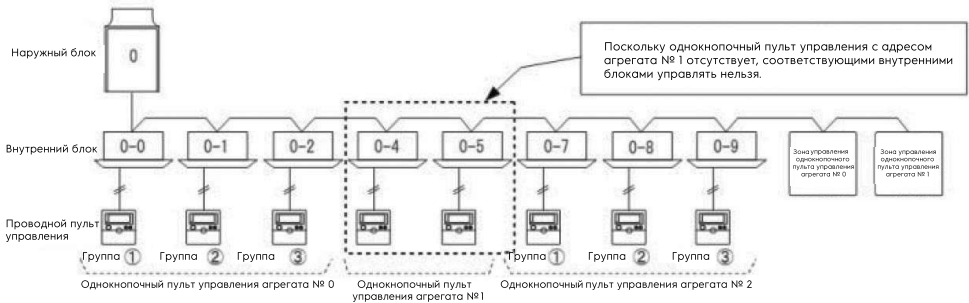 Наружный блок
0
Поскольку однокнопочный пульт управления с адресом
агрегата № 1 отсутствует, соответствующими внутренними
блоками управлять нельзя.
Внутренний блок
0-0
0-1
0-2
0-4
0-5
0-7
0-8
0-9
Зона управления
однокнопочного
пульта управления
агрегата № 0
Зона управления
однокнопочного
пульта управления
агрегата № 1
Проводной пульт
управления
Группа ①
Группа ②
Группа ③
Группа ①
Группа ②
Группа ③
Однокнопочный пульт управления агрегата № 0
Однокнопочный пульт
управления агрегата №1
Однокнопочный пульт управления агрегата № 2